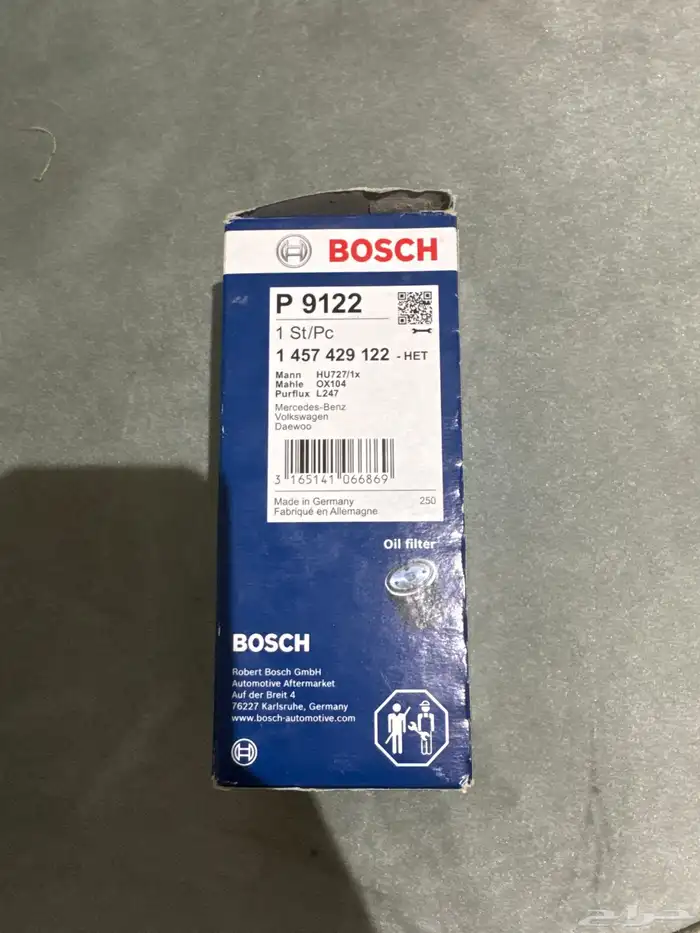 BOSCH
P 9122
1 St/Pc
1 457 429 122 - HET
Mann HU727/1x
Mahle OX104
Purflux L247
Mercedes-Benz
Volkswagen
Daewoo
3 165141 066869
Made in Germany 250
Fabriqué en Allemagne
Oil filter
BOSCH
Robert Bosch GmbH
Automotive Aftermarket
Auf der Breit 4
76227 Karlsruhe, Germany
www.bosch-automotive.com
حراج